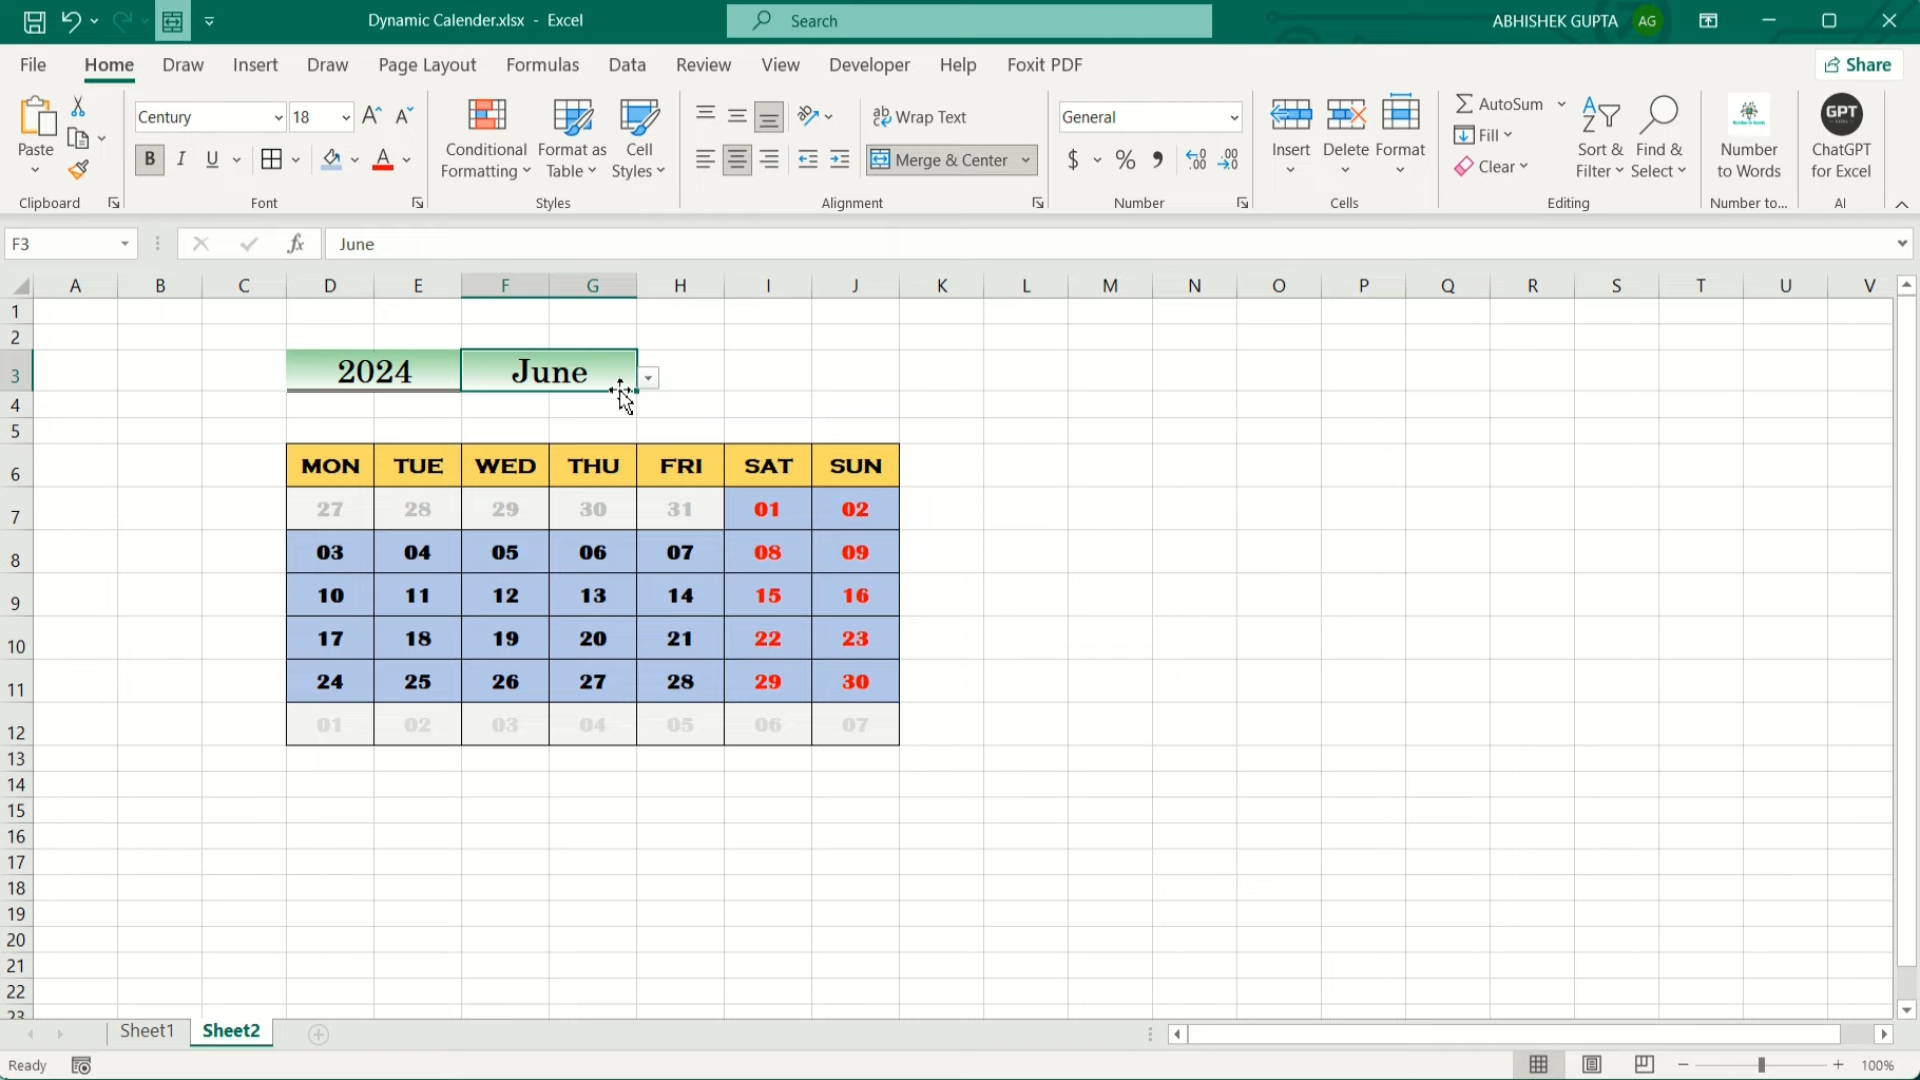 Dynamic Calender.xlsx - Excel
Search
ABHISHEK GUPTA AG
File Home Draw Insert Draw Page Layout Formulas Data Review View Developer Help Foxit PDF
Share
Paste
Clipboard
Century 18
B I U
Font
Conditional Formatting
Format as Table
Cell Styles
Styles
ab Wrap Text
Merge & Center
Alignment
General
$ % 9 .00 .00
Number
Insert Delete Format
Cells
AutoSum
Fill
Clear
Sort & Filter
Find & Select
Editing
Number to Words
Number to...
GPT
ChatGPT for Excel
AI
F3 fx June
A B C D E F G H I J K L M N O P Q R S T U V
1
2
3 2024 June
4
5
6 MON TUE WED THU FRI SAT SUN
7 27 28 29 30 31 01 02
8 03 04 05 06 07 08 09
9 10 11 12 13 14 15 16
10 17 18 19 20 21 22 23
11 24 25 26 27 28 29 30
12 01 02 03 04 05 06 07
13
14
15
16
17
18
19
20
21
22
23
Sheet1 Sheet2
Ready 100%